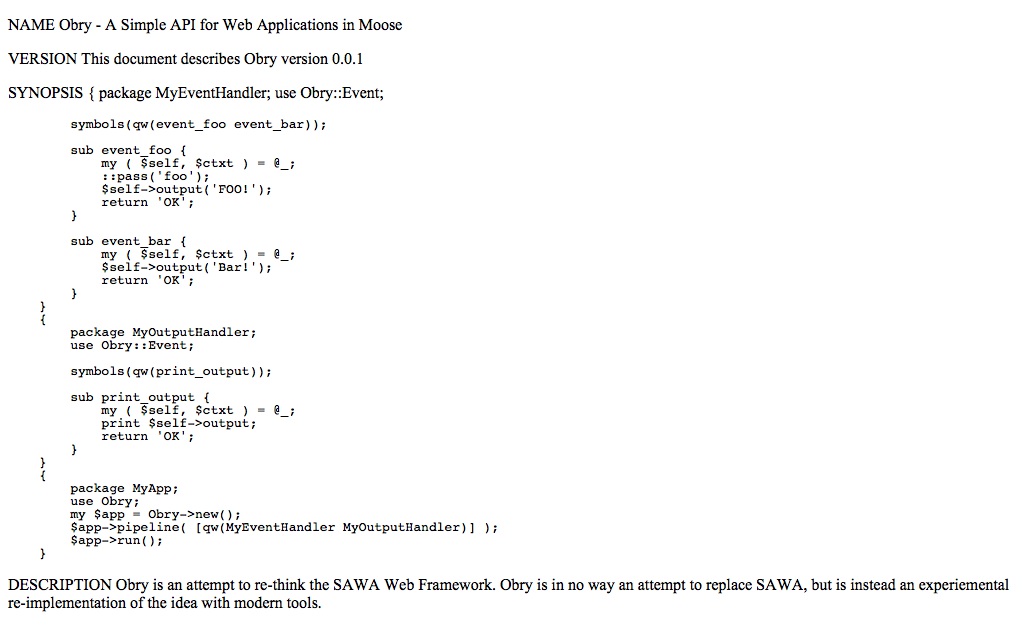 NAME Obry - A Simple API for Web Applications in Moose
VERSION This document describes Obry version 0.0.1
SYNOPSIS { package MyEventHandler; use Obry::Event;
symbols(qw(event_foo event_bar));
sub event_foo {
my ( $self, $ctxt ) = @_;
::pass('foo');
$self->output('FOO!');
return 'OK';
}
sub event_bar {
my ( $self, $ctxt ) = @_;
$self->output('Bar!');
return 'OK';
}
}
{
package MyOutputHandler;
use Obry::Event;
symbols(qw(print_output));
sub print_output {
my ( $self, $ctxt ) = @_;
print $self->output;
return 'OK';
}
}
{
package MyApp;
use Obry;
my $app = Obry->new();
$app->pipeline( [qw(MyEventHandler MyOutputHandler)] );
$app->run();
}
DESCRIPTION Obry is an attempt to re-think the SAWA Web Framework. Obry is in no way an attempt to replace SAWA, but is instead an experiemental
re-implementation of the idea with modern tools.